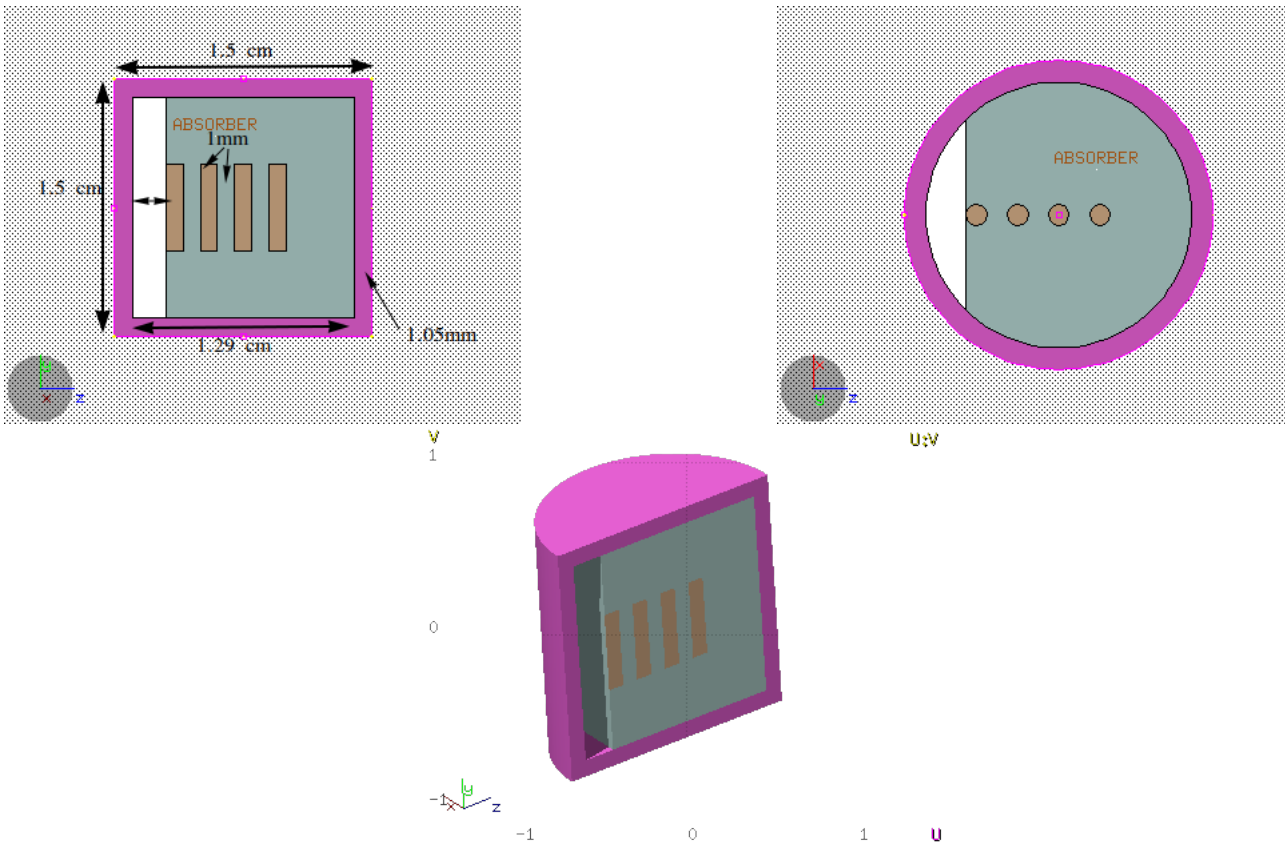 1.5 cm
ABSORBER
1mm
1.5 cm
1.29 cm
1.05mm
x z
ABSORBER
x
y z
V
U:V
1
0
-1
x y z
-1 0 1 U